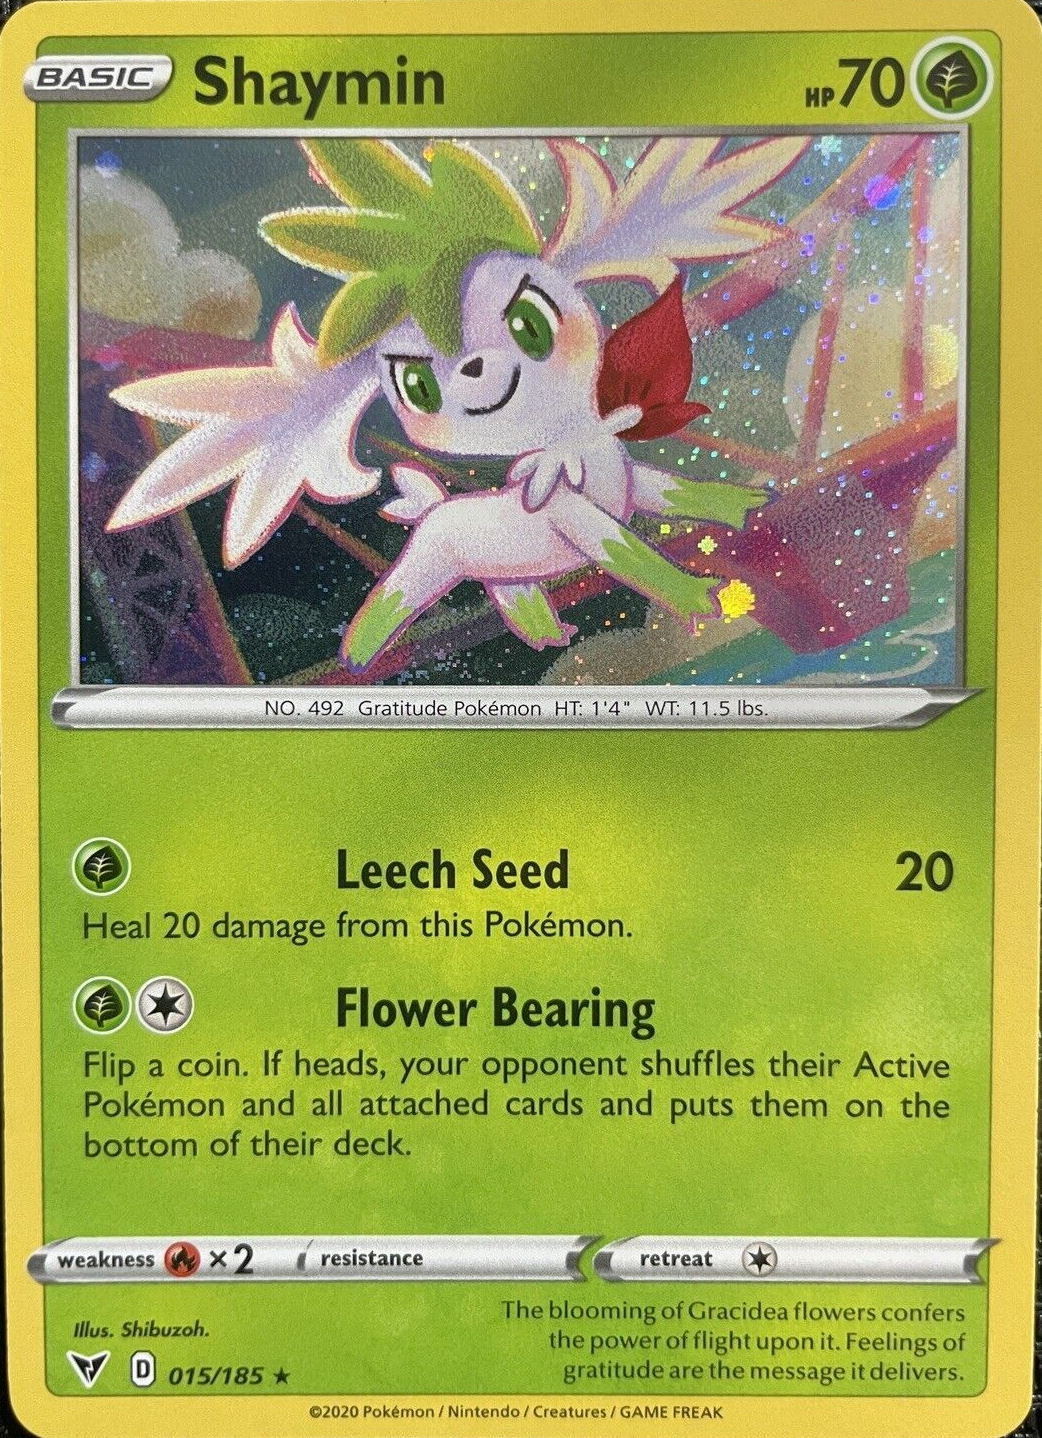 BASIC Shaymin HP 70
NO. 492 Gratitude Pokémon HT: 1'4" WT: 11.5 lbs.
Leech Seed 20
Heal 20 damage from this Pokémon.
Flower Bearing
Flip a coin. If heads, your opponent shuffles their Active
Pokémon and all attached cards and puts them on the
bottom of their deck.
weakness ×2 resistance retreat
Illus. Shibuzoh.
D 015/185 ★
The blooming of Gracidea flowers confers
the power of flight upon it. Feelings of
gratitude are the message it delivers.
©2020 Pokémon / Nintendo / Creatures / GAME FREAK